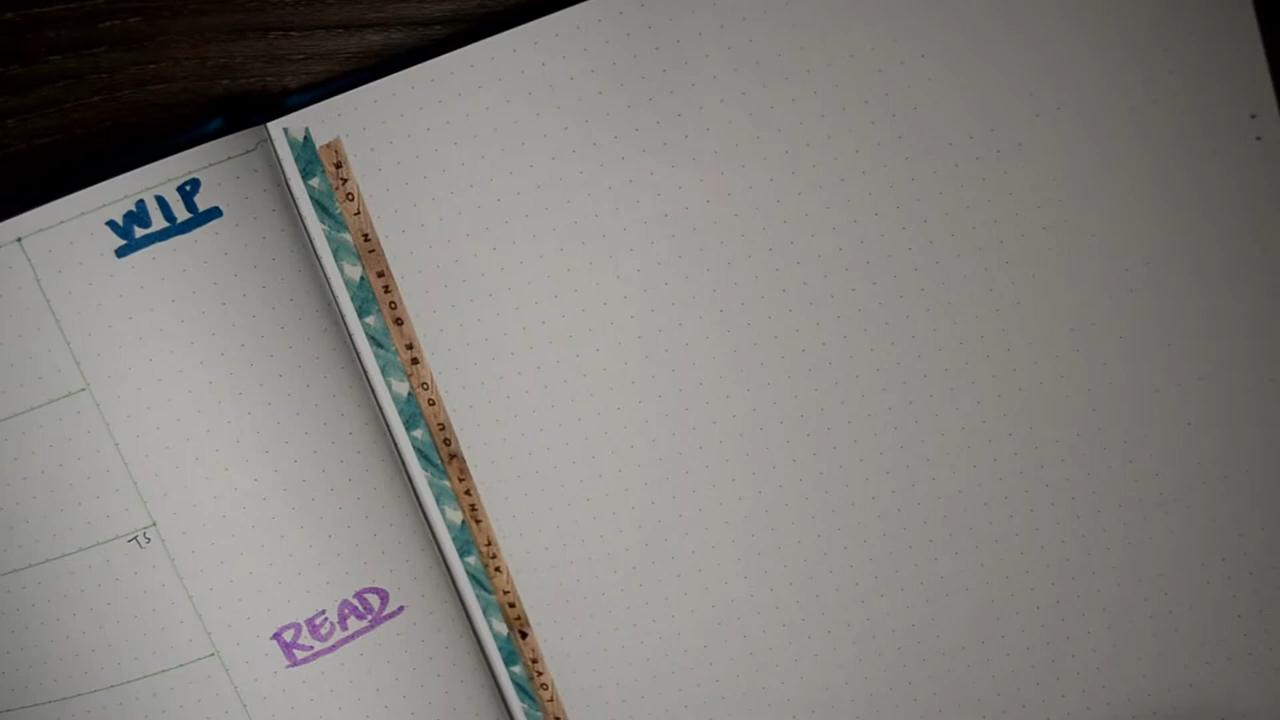 WIP
TS
READ
LOVE ♥ LET ALL THAT YOU DO BE DONE IN LOVE